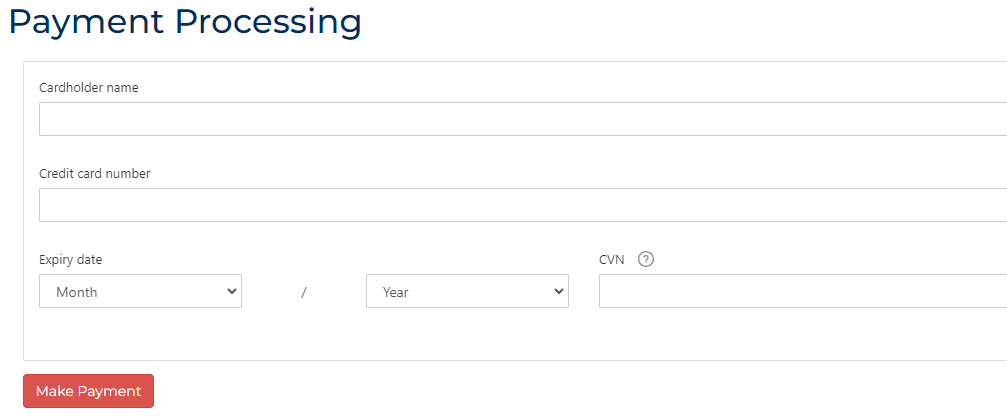 Payment Processing
Cardholder name
Credit card number
Expiry date CVN ?
Month / Year
Make Payment